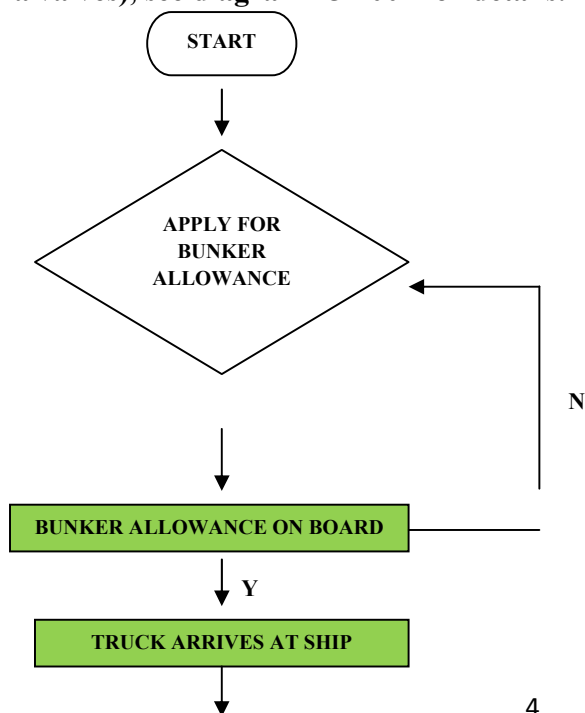 START
APPLY FOR
BUNKER
ALLOWANCE
N
BUNKER ALLOWANCE ON BOARD
Y
TRUCK ARRIVES AT SHIP
4